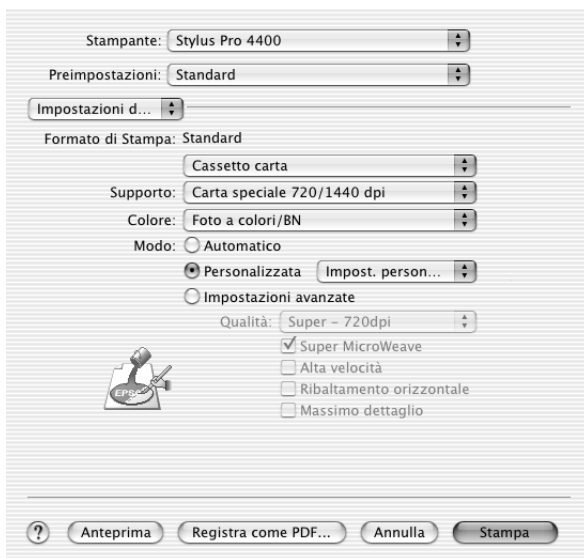 Stampante: Stylus Pro 4400
Preimpostazioni: Standard
Impostazioni d...
Formato di Stampa: Standard
Cassetto carta
Supporto: Carta speciale 720/1440 dpi
Colore: Foto a colori/BN
Modo: Automatico
Personalizzata Impost. person...
Impostazioni avanzate
Qualità: Super - 720dpi
Super MicroWeave
Alta velocità
Ribaltamento orizzontale
Massimo dettaglio
EPSON
? Anteprima Registra come PDF... Annulla Stampa